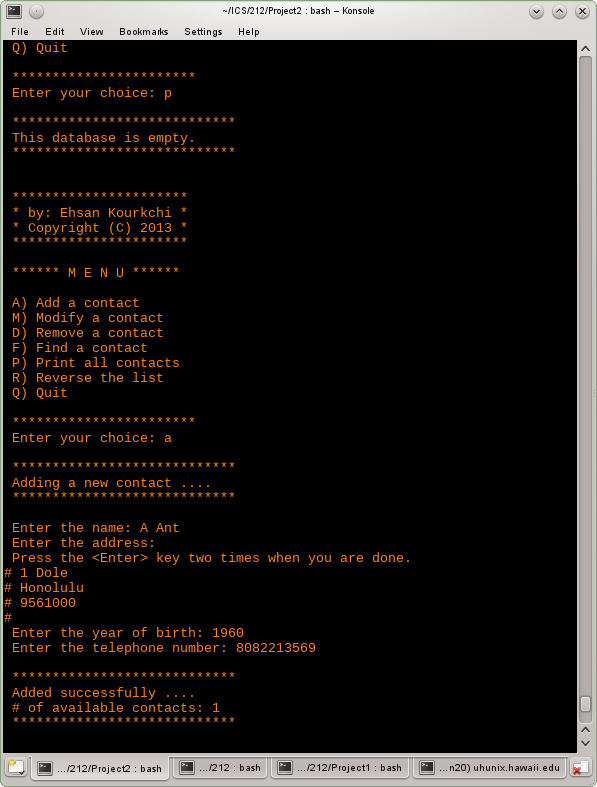 ~/ICS/212/Project2 : bash – Konsole
File Edit View Bookmarks Settings Help
Q) Quit
***********************
Enter your choice: p
****************************
This database is empty.
****************************
**********************
* by: Ehsan Kourkchi *
* Copyright (C) 2013 *
**********************
****** M E N U ******
A) Add a contact
M) Modify a contact
D) Remove a contact
F) Find a contact
P) Print all contacts
R) Reverse the list
Q) Quit
***********************
Enter your choice: a
****************************
Adding a new contact ....
****************************
Enter the name: A Ant
Enter the address:
Press the <Enter> key two times when you are done.
# 1 Dole
# Honolulu
# 9561000
#
Enter the year of birth: 1960
Enter the telephone number: 8082213569
****************************
Added successfully ....
# of available contacts: 1
****************************
.../212/Project2 : bash .../212 : bash .../212/Project1 : bash ...n20) uhunix.hawaii.edu